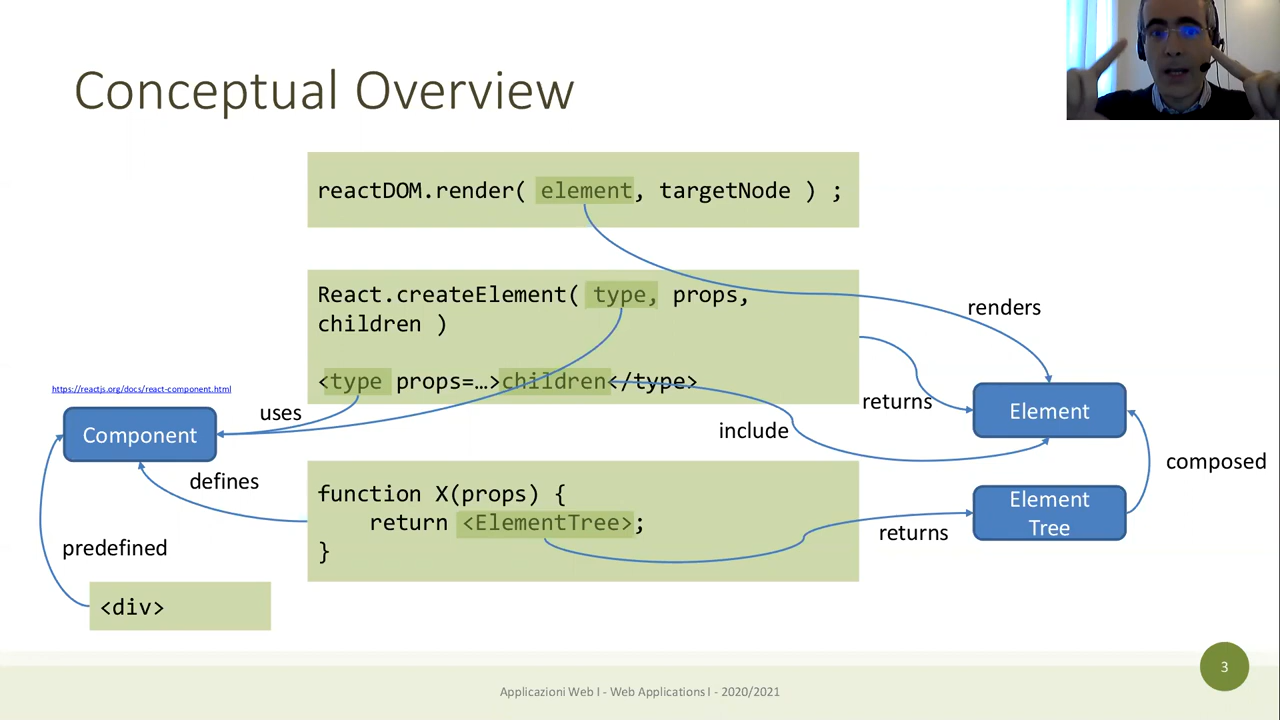 Conceptual Overview
reactDOM.render( element, targetNode ) ;
React.createElement( type, props,
children )
<type props=…>children</type>
renders
returns
include
Element
https://reactjs.org/docs/react-component.html
uses
Component
defines
composed
function X(props) {
return <ElementTree>;
}
returns
Element
Tree
predefined
<div>
3
Applicazioni Web I - Web Applications I - 2020/2021